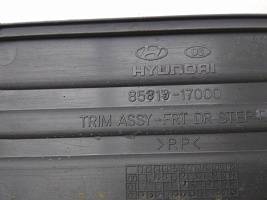 HYUNDAI
85819-17000
TRIM ASSY-FRT DR STEP
>PP<